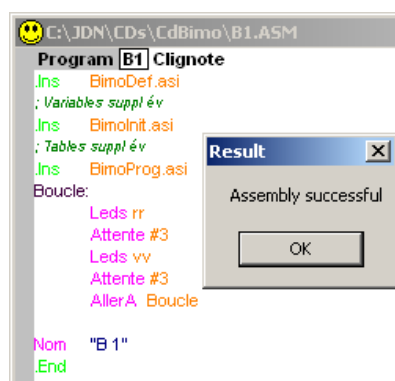 C:\JDN\CDs\CdBimo\B1.ASM
Program B1 Clignote
.Ins BimoDef.asi
; Variables suppl év
.Ins BimoInit.asi
; Tables suppl év
.Ins BimoProg.asi
Boucle:
Leds rr
Attente #3
Leds vv
Attente #3
AllerA Boucle
Nom "B 1"
.End
Result
Assembly successful
OK